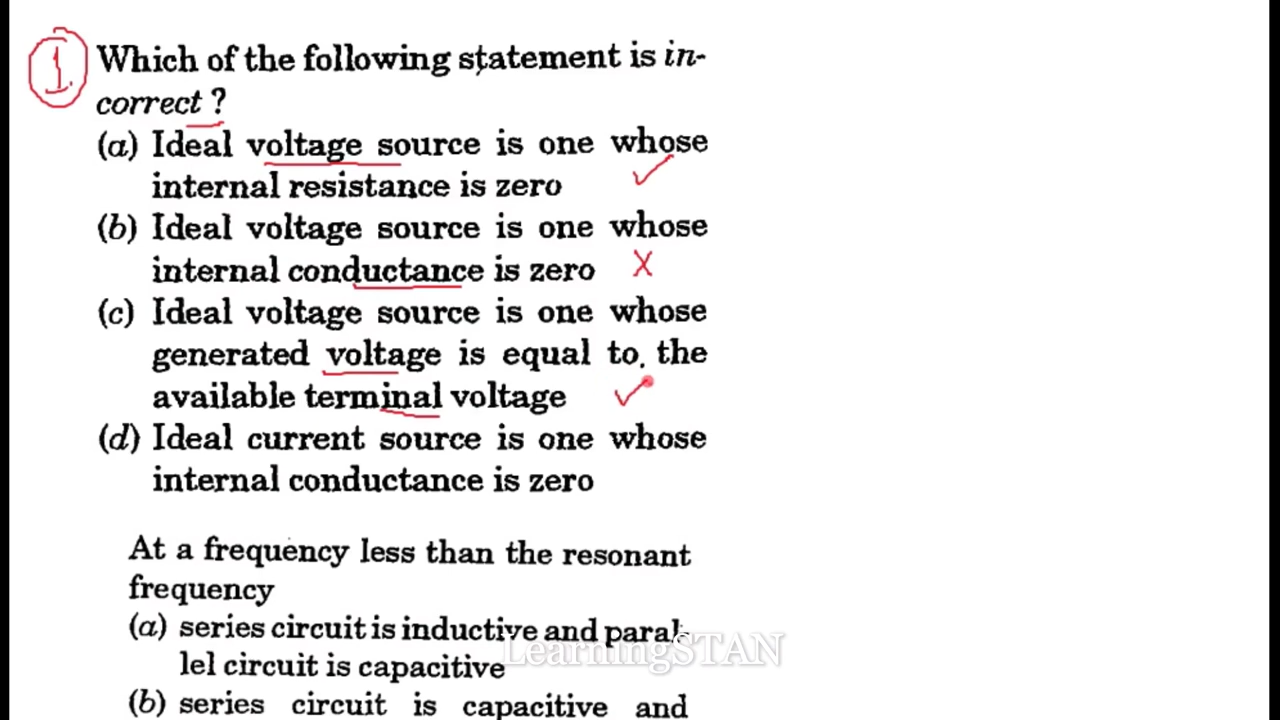 1.
Which of the following statement is in-
correct ?
(a) Ideal voltage source is one whose
internal resistance is zero
(b) Ideal voltage source is one whose
internal conductance is zero X
(c) Ideal voltage source is one whose
generated voltage is equal to the
available terminal voltage
(d) Ideal current source is one whose
internal conductance is zero
At a frequency less than the resonant
frequency
(a) series circuit is inductive and paral-
lel circuit is capacitive
LearningSTAN
(b) series circuit is capacitive and